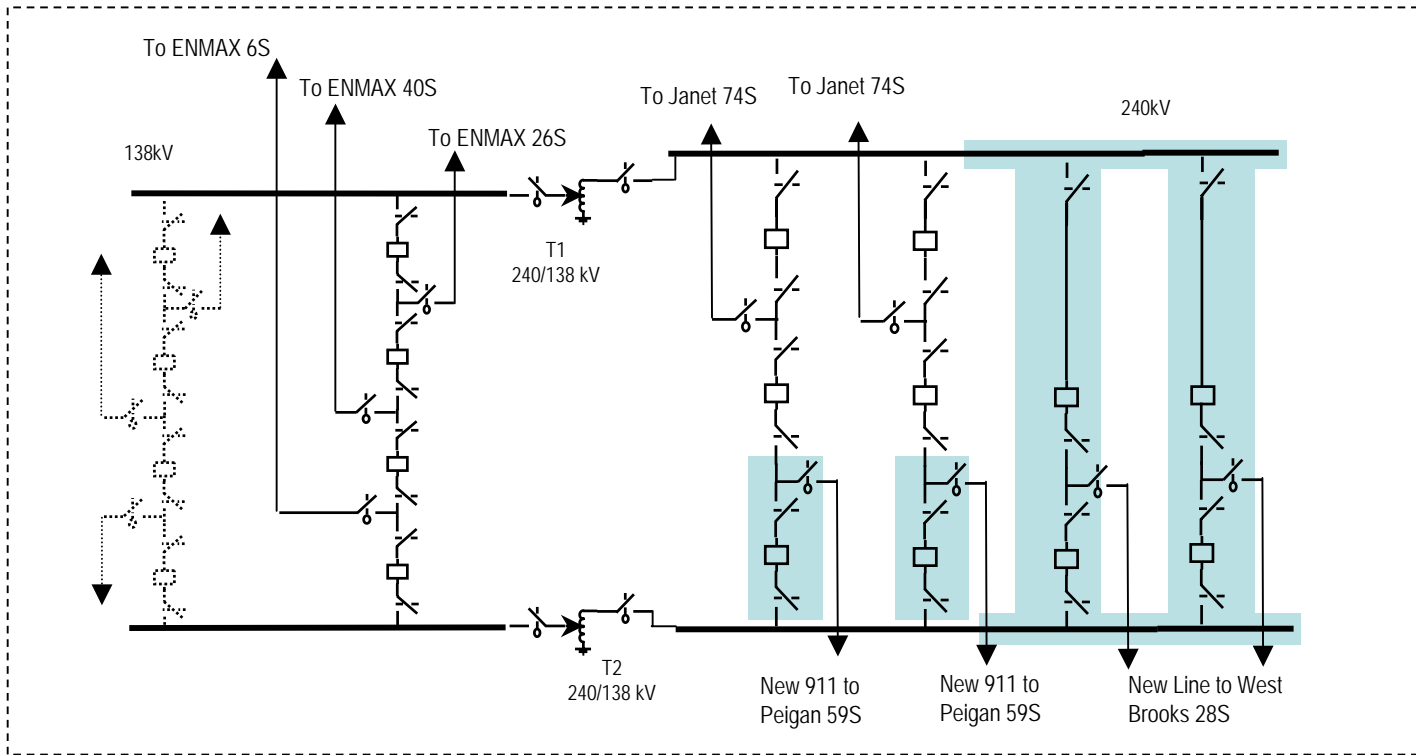 To ENMAX 6S
To ENMAX 40S
To ENMAX 26S
To Janet 74S
To Janet 74S
240kV
138kV
T1
240/138 kV
T2
240/138 kV
New 911 to
Peigan 59S
New 911 to
Peigan 59S
New Line to West
Brooks 28S